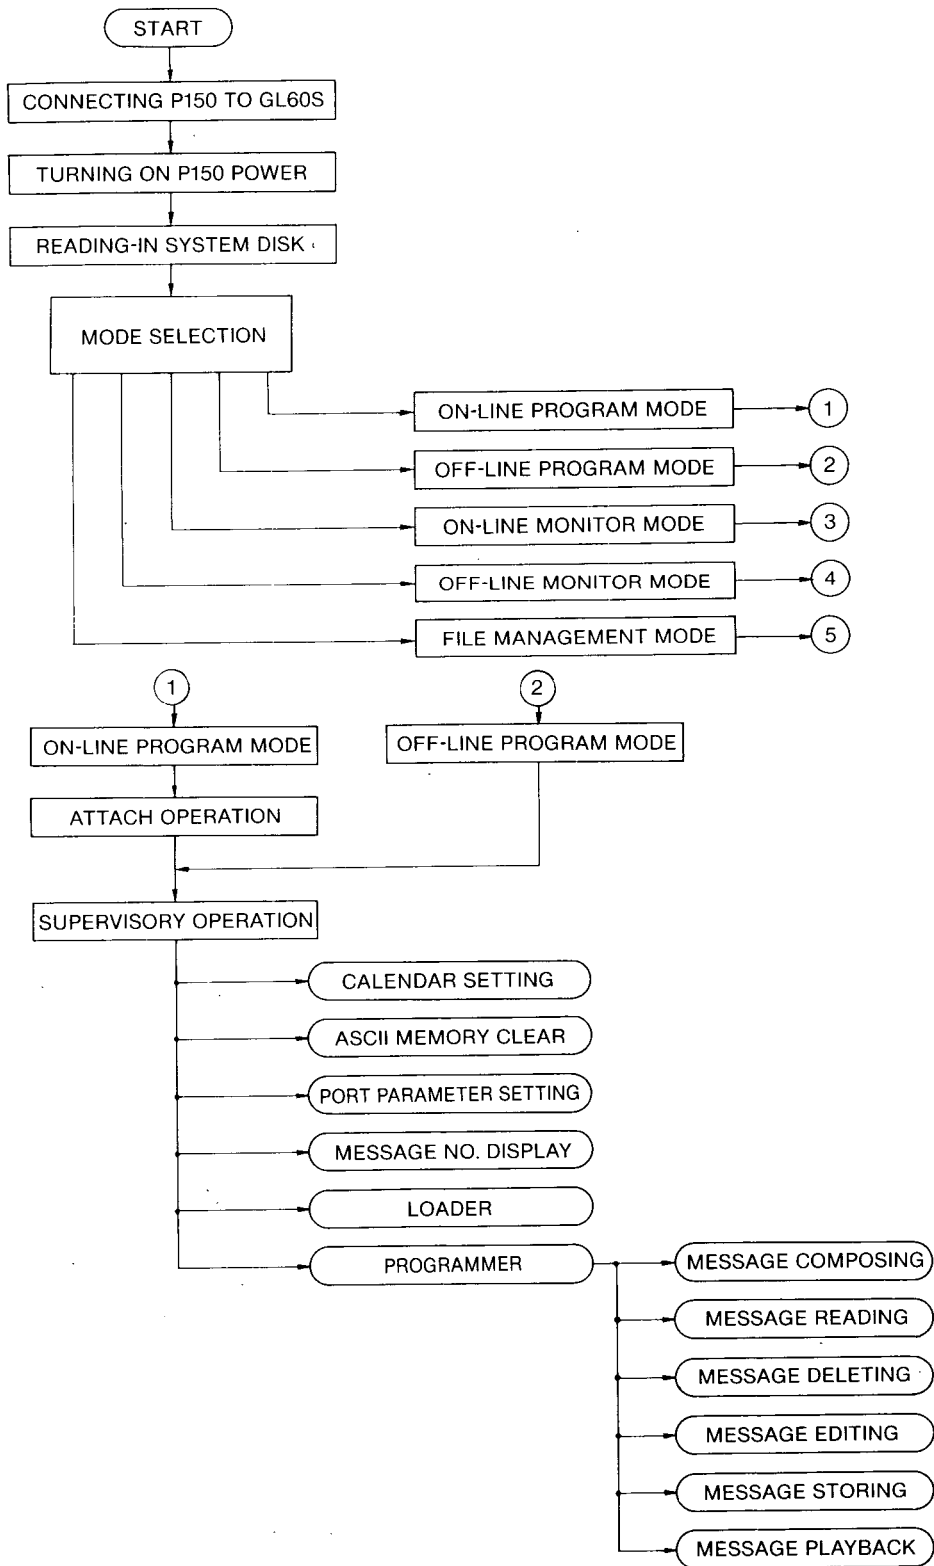 START
CONNECTING P150 TO GL60S
TURNING ON P150 POWER
READING-IN SYSTEM DISK
MODE SELECTION
ON-LINE PROGRAM MODE 1
OFF-LINE PROGRAM MODE 2
ON-LINE MONITOR MODE 3
OFF-LINE MONITOR MODE 4
FILE MANAGEMENT MODE 5
1 2
ON-LINE PROGRAM MODE OFF-LINE PROGRAM MODE
ATTACH OPERATION
SUPERVISORY OPERATION
CALENDAR SETTING
ASCII MEMORY CLEAR
PORT PARAMETER SETTING
MESSAGE NO. DISPLAY
LOADER
PROGRAMMER MESSAGE COMPOSING
MESSAGE READING
MESSAGE DELETING
MESSAGE EDITING
MESSAGE STORING
MESSAGE PLAYBACK